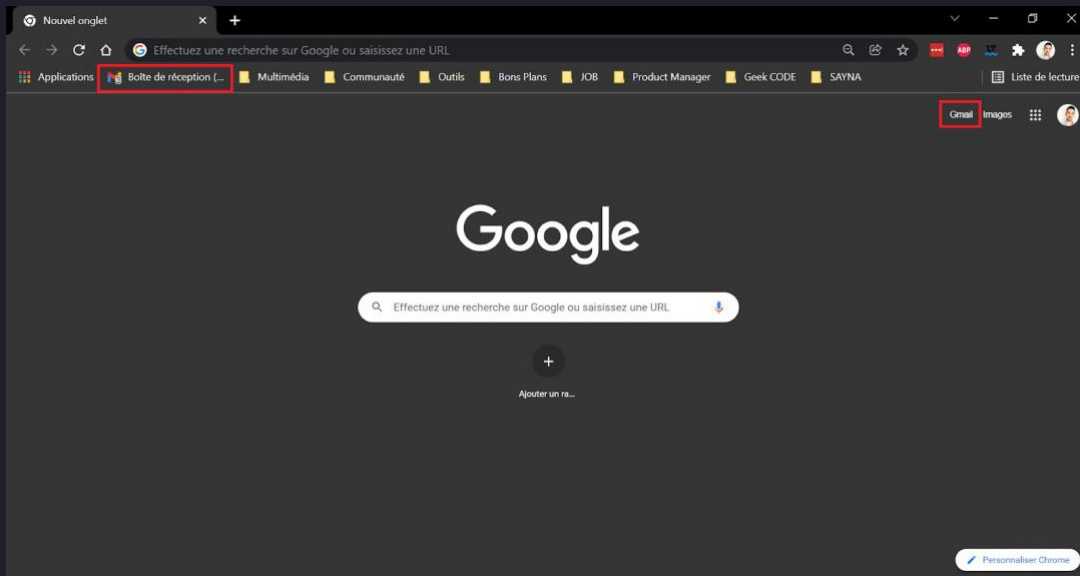 Nouvel onglet
Effectuez une recherche sur Google ou saisissez une URL
ABP
Applications Boîte de réception (... Multimédia Communauté Outils Bons Plans JOB Product Manager Geek CODE SAYNA Liste de lecture
Gmail Images
Google
Effectuez une recherche sur Google ou saisissez une URL
Ajouter un ra...
Personnaliser Chrome